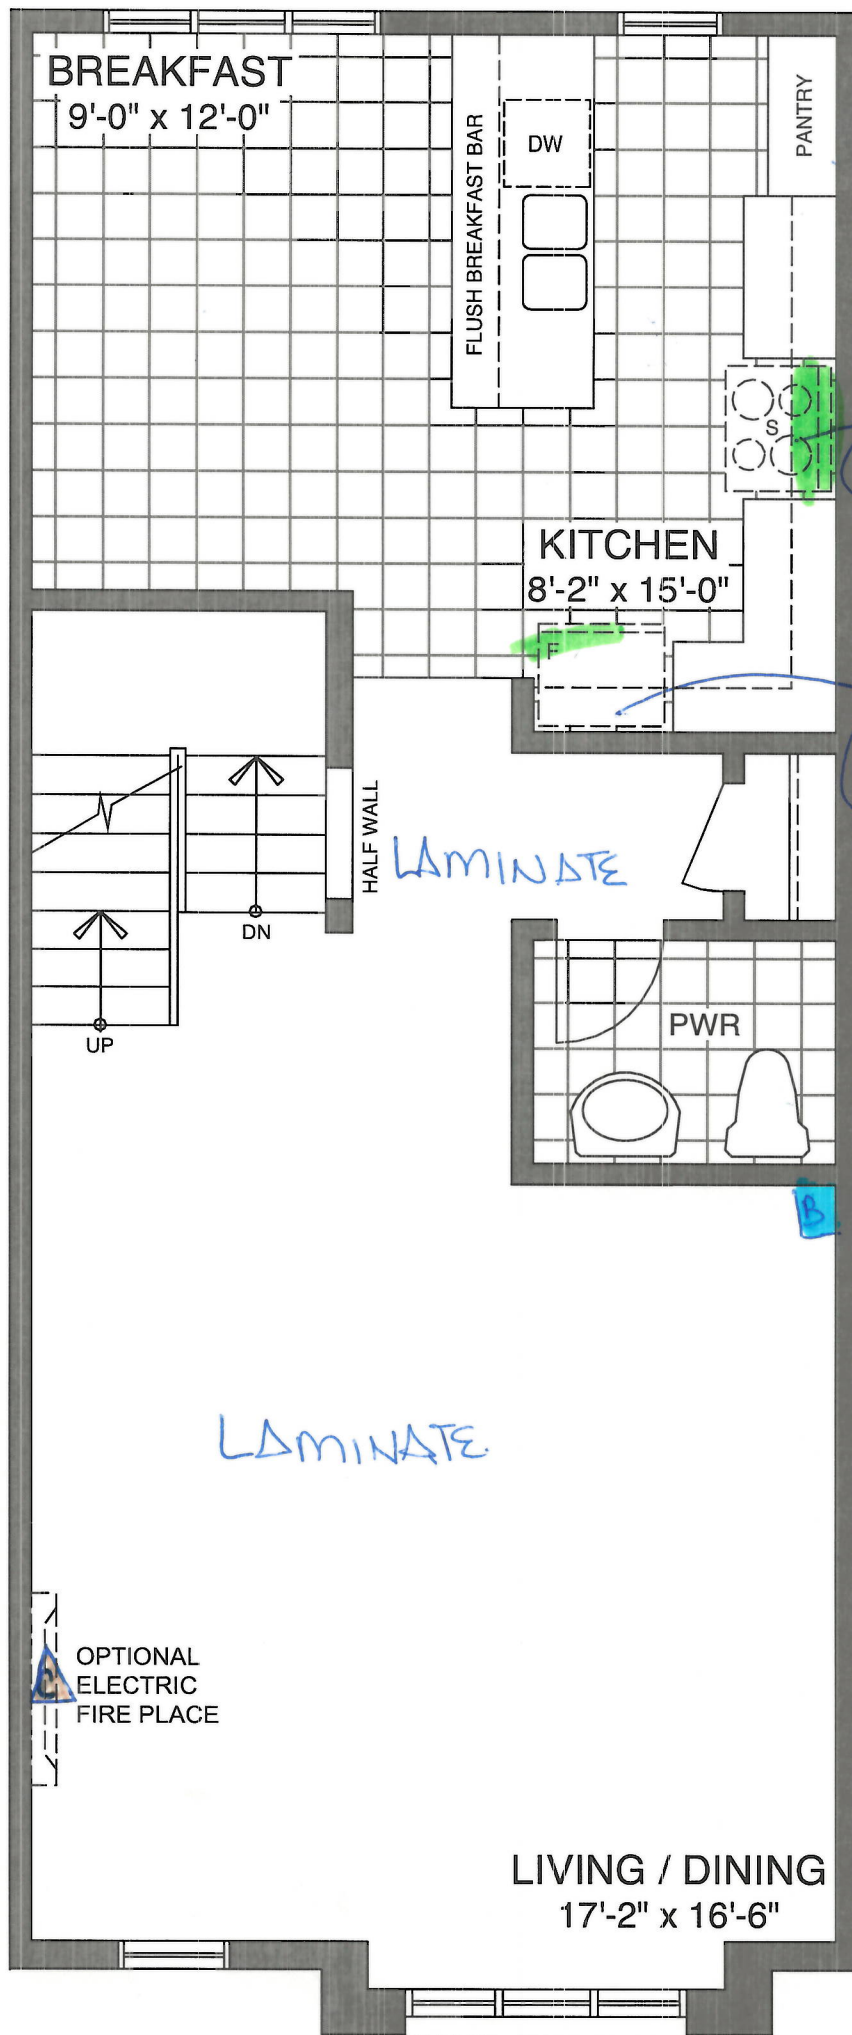 BREAKFAST
9'-0" x 12'-0"
FLUSH BREAKFAST BAR
DW
PANTRY
S
KITCHEN
8'-2" x 15'-0"
F
HALF WALL
LAMINATE
DN
UP
PWR
B
LAMINATE
C
OPTIONAL
ELECTRIC
FIRE PLACE
LIVING / DINING
17'-2" x 16'-6"